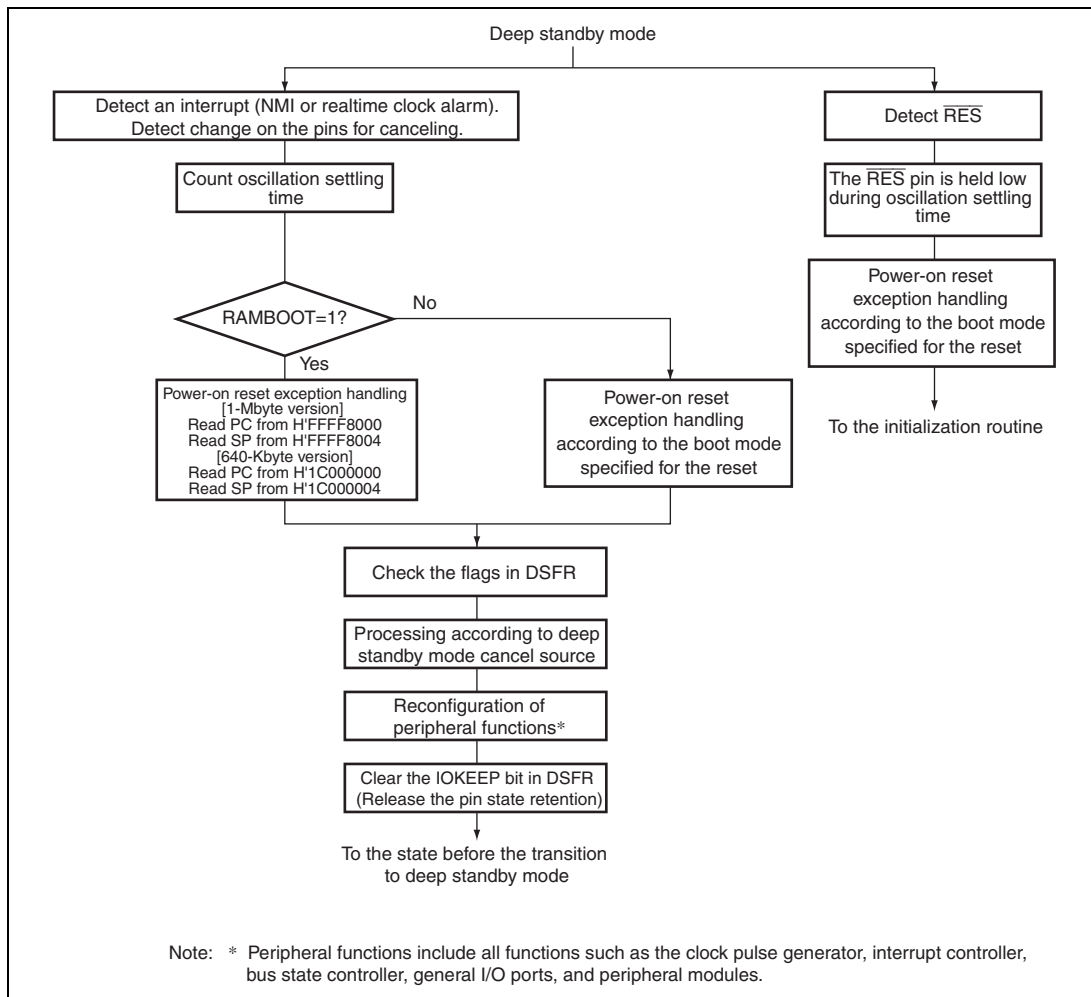 Deep standby mode
Detect an interrupt (NMI or realtime clock alarm).
Detect change on the pins for canceling.
Count oscillation settling
time
RAMBOOT=1?
No
Yes
Power-on reset exception handling
[1-Mbyte version]
Read PC from H'FFFF8000
Read SP from H'FFFF8004
[640-Kbyte version]
Read PC from H'1C000000
Read SP from H'1C000004
Power-on reset
exception handling
according to the boot mode
specified for the reset
Detect R̅E̅S̅
The R̅E̅S̅ pin is held low
during oscillation settling
time
Power-on reset
exception handling
according to the boot mode
specified for the reset
To the initialization routine
Check the flags in DSFR
Processing according to deep
standby mode cancel source
Reconfiguration of
peripheral functions*
Clear the IOKEEP bit in DSFR
(Release the pin state retention)
To the state before the transition
to deep standby mode
Note: * Peripheral functions include all functions such as the clock pulse generator, interrupt controller,
bus state controller, general I/O ports, and peripheral modules.